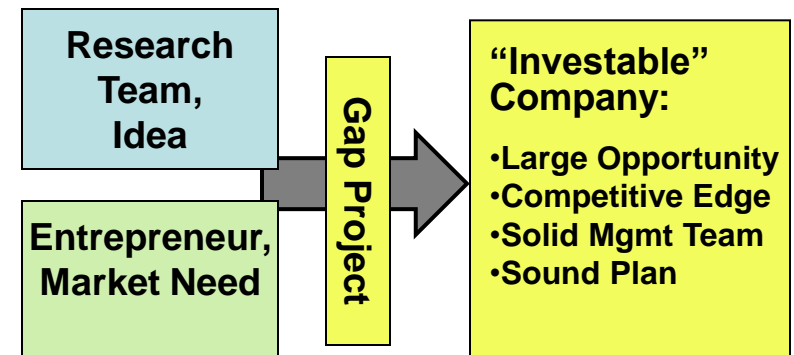 Research
Team,
Idea
Entrepreneur,
Market Need
Gap Project
“Investable”
Company:
•Large Opportunity
•Competitive Edge
•Solid Mgmt Team
•Sound Plan